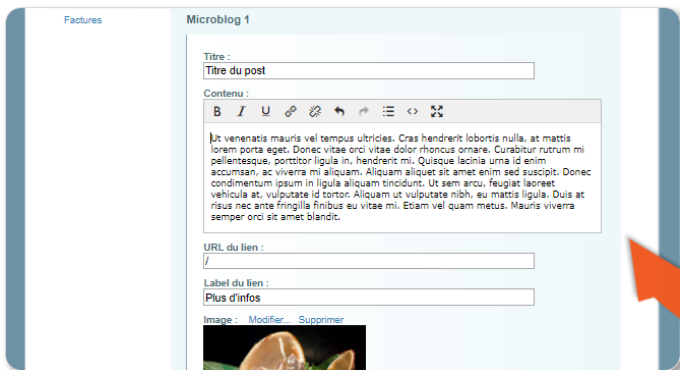 Factures
Microblog 1
Titre :
Titre du post
Contenu :
B I U
Ut venenatis mauris vel tempus ultricies. Cras hendrerit lobortis nulla, at mattis
lorem porta eget. Donec vitae orci vitae dolor rhoncus ornare. Curabitur rutrum mi
pellentesque, porttitor ligula in, hendrerit mi. Quisque lacinia urna id enim
accumsan, ac viverra mi aliquam. Aliquam aliquet sit amet enim sed suscipit. Donec
condimentum ipsum in ligula aliquam tincidunt. Ut sem arcu, feugiat laoreet
vehicula at, vulputate id tortor. Aliquam ut vulputate nibh, eu mattis ligula. Duis at
risus nec ante fringilla finibus eu vitae mi. Etiam vel quam metus. Mauris viverra
semper orci sit amet blandit.
URL du lien :
/
Label du lien :
Plus d'infos
Image : Modifier... Supprimer